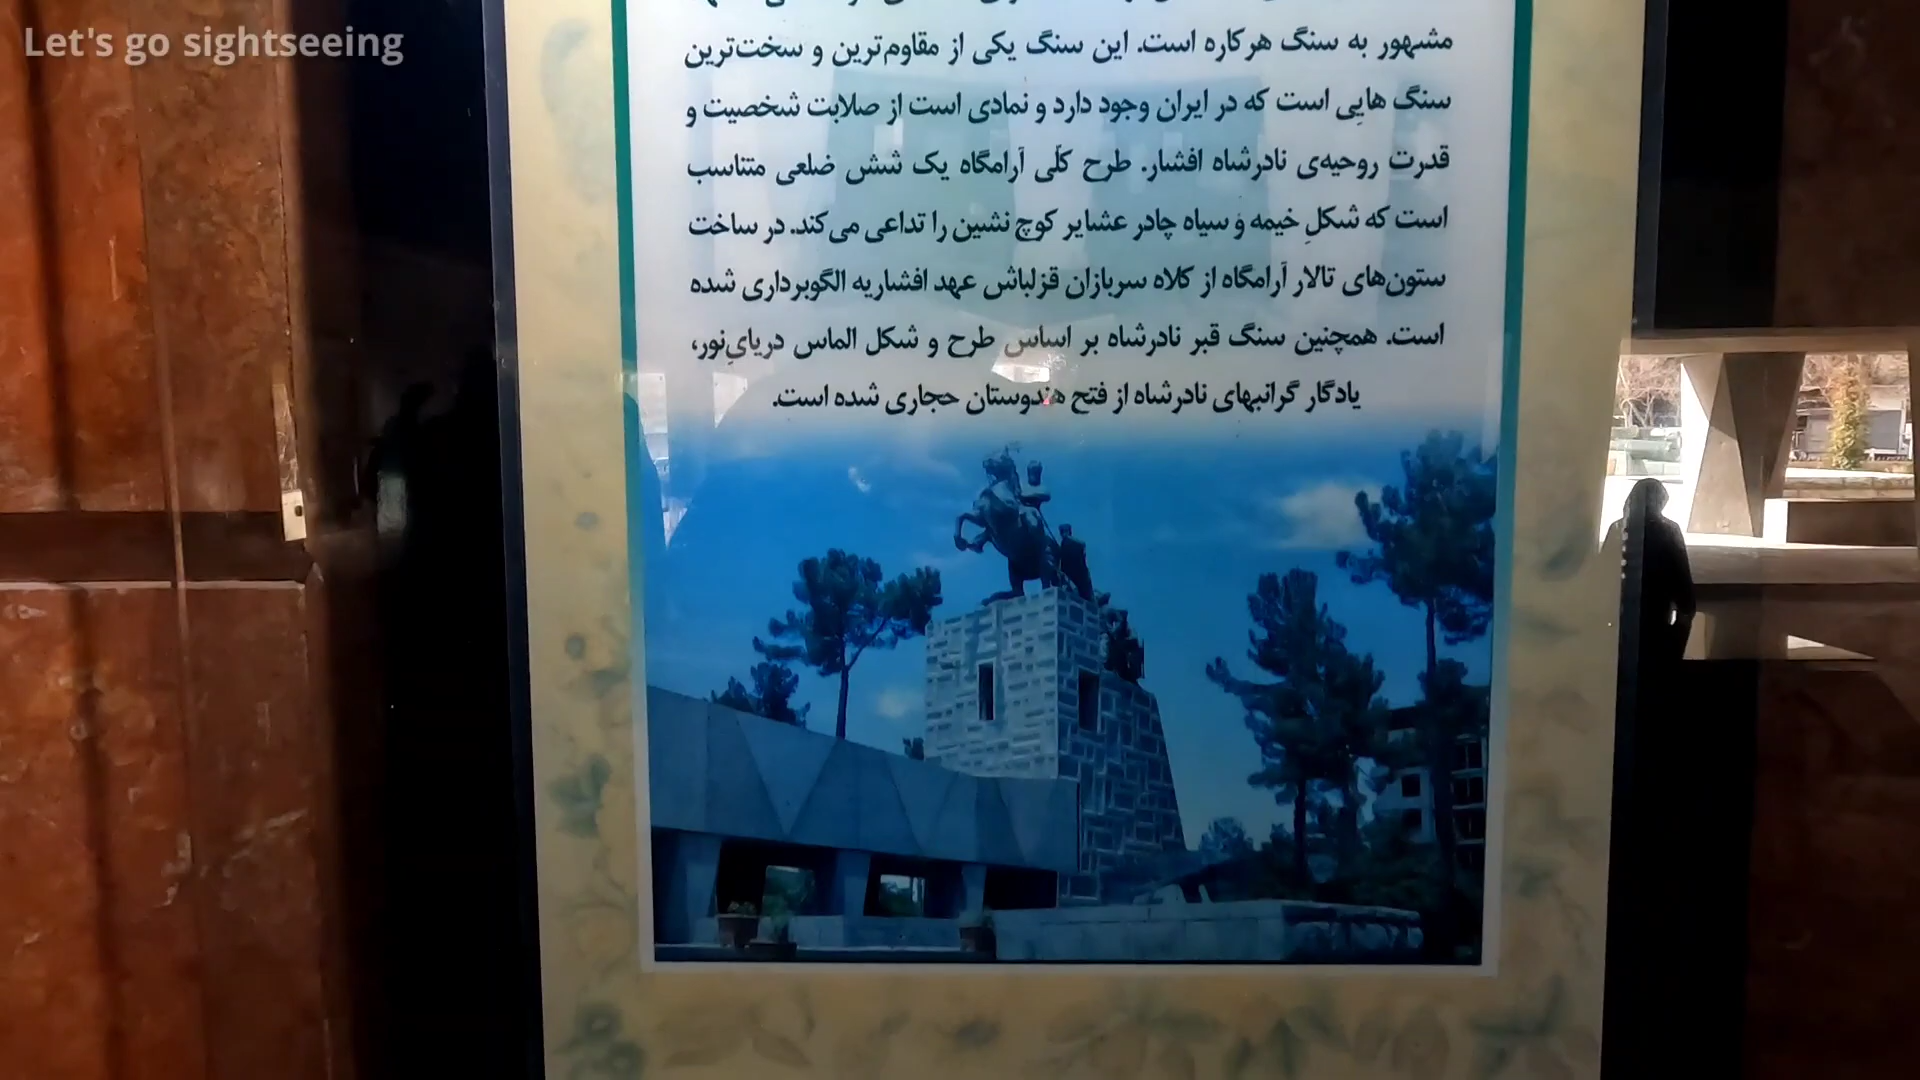 Let's go sightseeing
مشهور به سنگ هرکاره است. این سنگ یکی از مقاوم‌ترین و سخت‌ترین
سنگ هایِی است که در ایران وجود دارد و نمادی است از صلابت شخصیت و
قدرت روحیه‌ی نادرشاه افشار. طرح کلّی آرامگاه یک شش ضلعی متناسب
است که شکلِ خیمه و سیاه چادر عشایر کوچ نشین را تداعی می‌کند. در ساخت
ستون‌های تالار آرامگاه از کلاه سربازان قزلباش عهد افشاریه الگوبرداری شده
است. همچنین سنگ قبر نادرشاه بر اساس طرح و شکل الماس دریایِ‌نور،
یادگار گرانبهای نادرشاه از فتح هندوستان حجاری شده است.